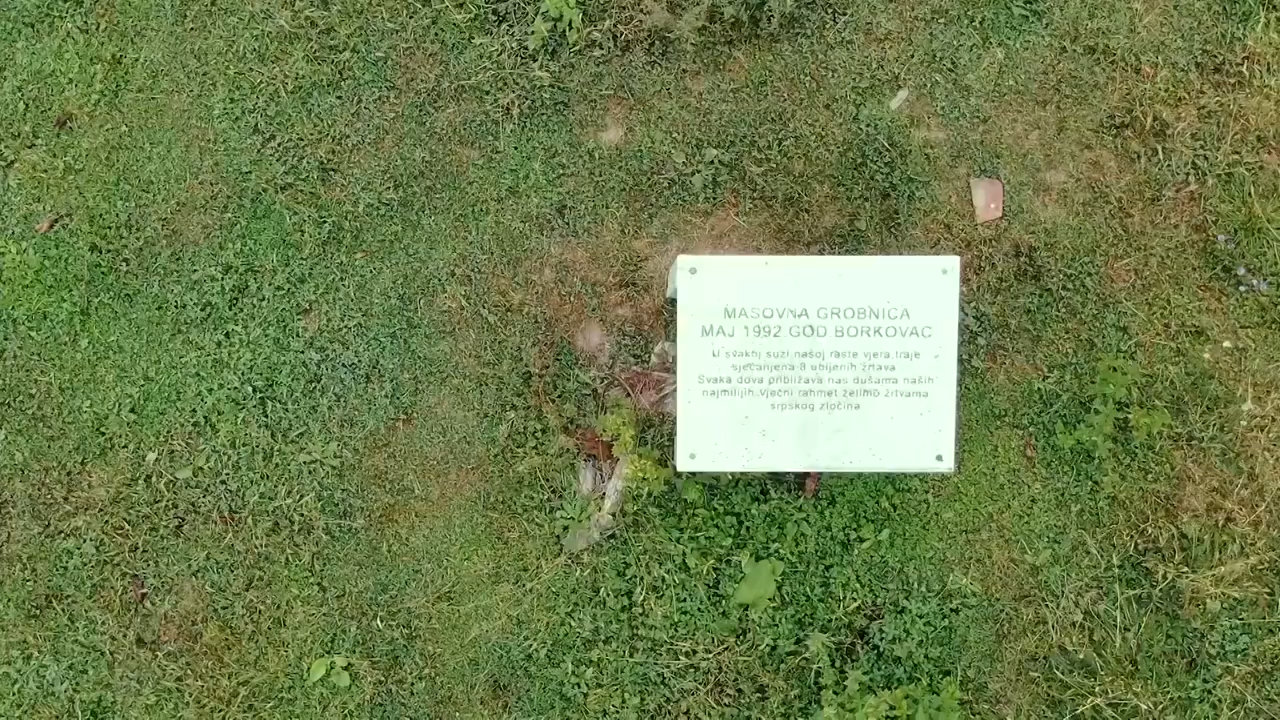 MASOVNA GROBNICA
MAJ 1992.GOD BORKOVAC
U svakoj suzi našoj raste vjera,traje
sjećanjena 8 ubijenih žrtava
Svaka dova približava nas dušama naših
najmilijih.Vječni rahmet želimo žrtvama
srpskog zločina